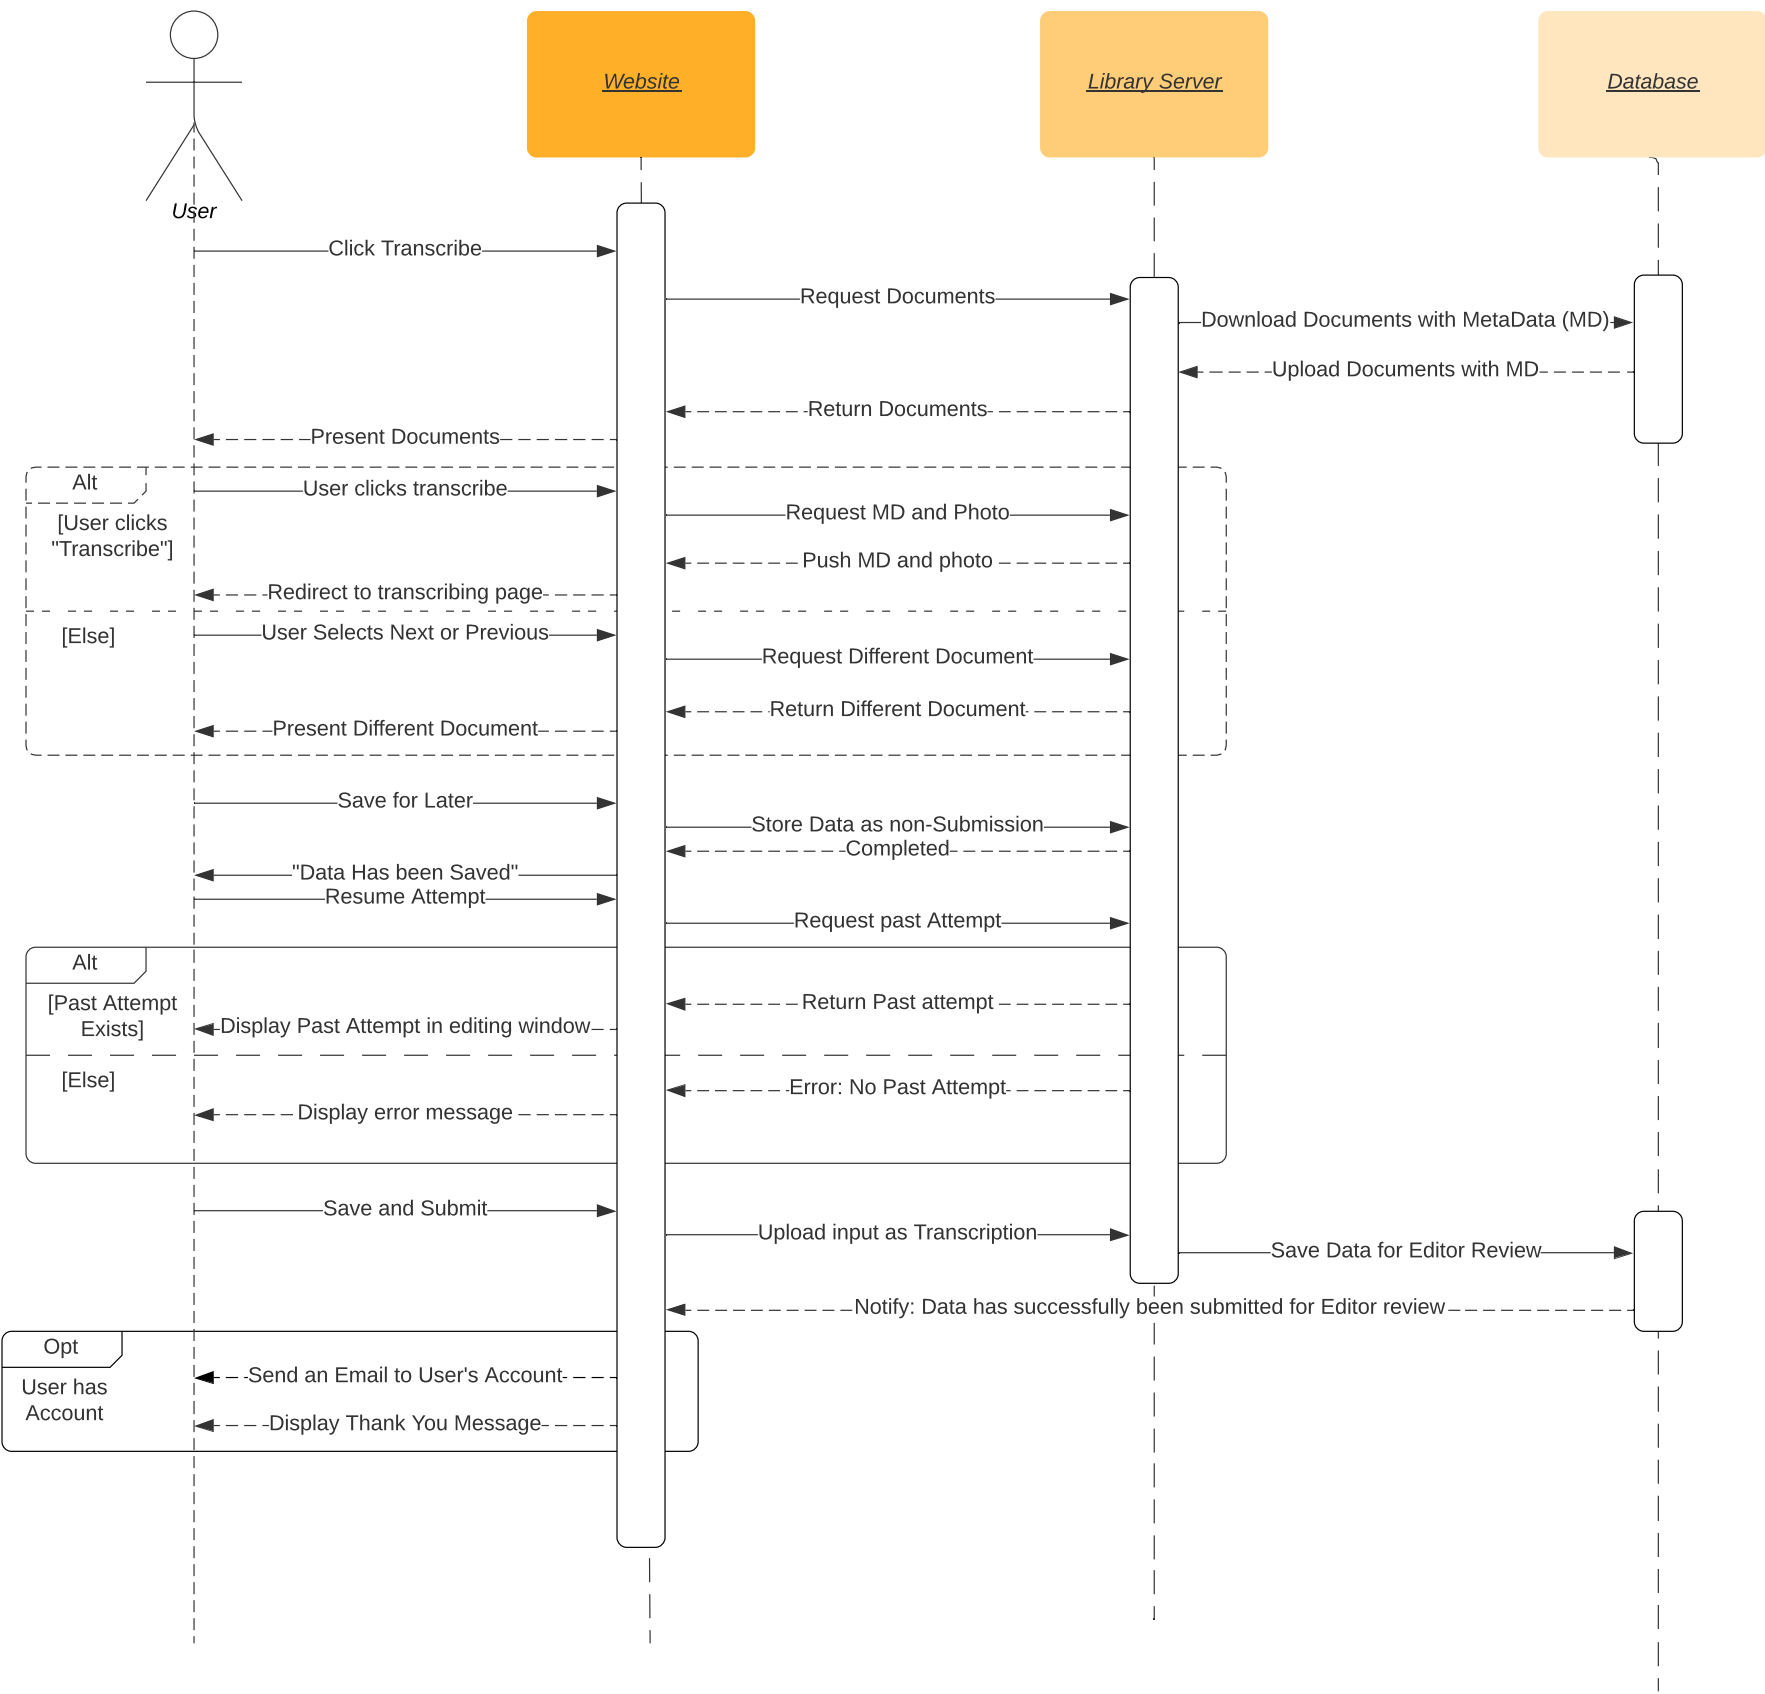 Website
Library Server
Database
User
Click Transcribe
Request Documents
Download Documents with MetaData (MD)
Upload Documents with MD
Return Documents
Present Documents
Alt
User clicks transcribe
[User clicks
"Transcribe"]
Request MD and Photo
Push MD and photo
Redirect to transcribing page
[Else]
User Selects Next or Previous
Request Different Document
Return Different Document
Present Different Document
Save for Later
Store Data as non-Submission
Completed
"Data Has been Saved"
Resume Attempt
Request past Attempt
Alt
[Past Attempt
Exists]
Return Past attempt
Display Past Attempt in editing window
[Else]
Error: No Past Attempt
Display error message
Save and Submit
Upload input as Transcription
Save Data for Editor Review
Notify: Data has successfully been submitted for Editor review
Opt
User has
Account
Send an Email to User's Account
Display Thank You Message